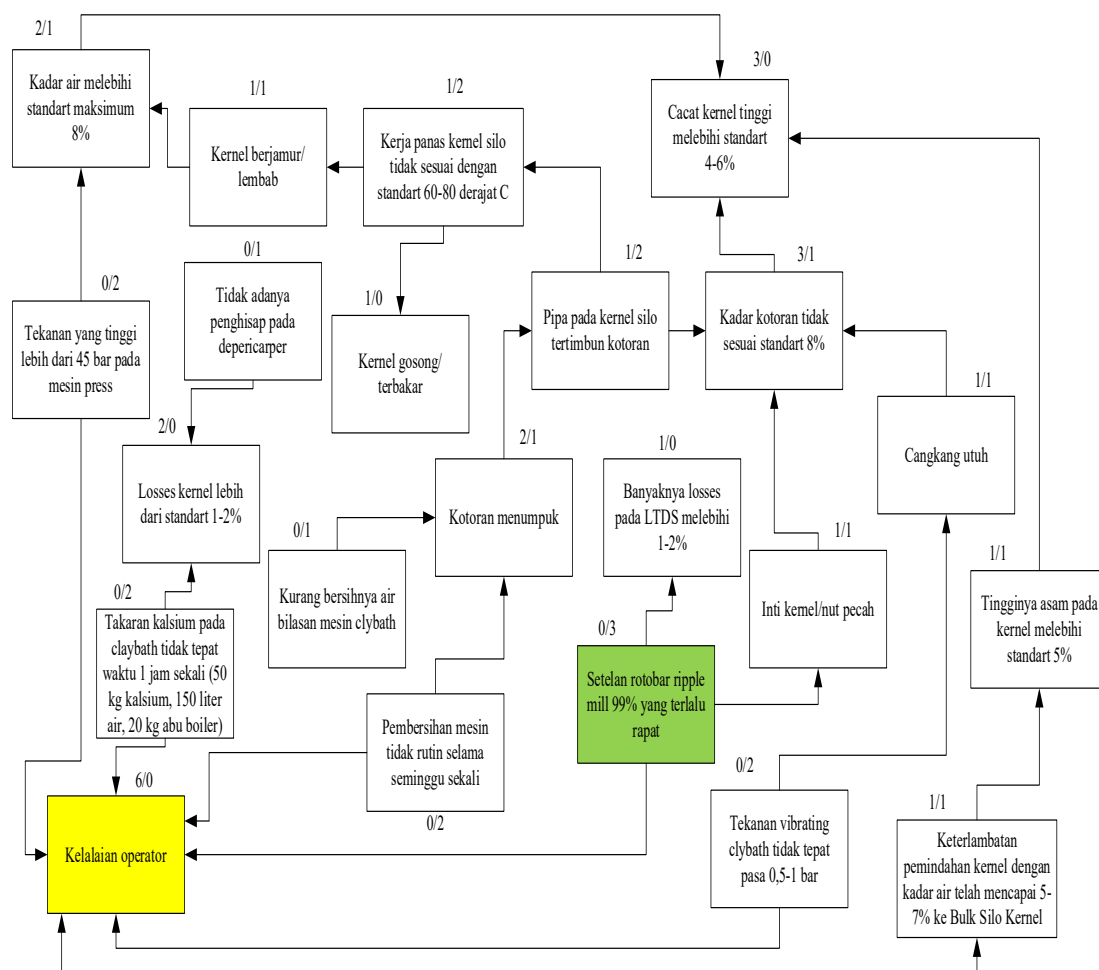 2/1
Kadar air melebihi
standart maksimum
8%
1/1
Kernel berjamur/
lembab
1/2
Kerja panas kernel silo
tidak sesuai dengan
standart 60-80 derajat C
3/0
Cacat kernel tinggi
melebihi standart
4-6%
0/2
Tekanan yang tinggi
lebih dari 45 bar pada
mesin press
0/1
Tidak adanya
penghisap pada
depericarper
1/0
Kernel gosong/
terbakar
1/2
Pipa pada kernel silo
tertimbun kotoran
3/1
Kadar kotoran tidak
sesuai standart 8%
1/1
Cangkang utuh
2/0
Losses kernel lebih
dari standart 1-2%
2/1
Kotoran menumpuk
1/0
Banyaknya losses
pada LTDS melebihi
1-2%
0/1
Kurang bersihnya air
bilasan mesin clybath
1/1
Inti kernel/nut pecah
1/1
Tingginya asam pada
kernel melebihi
standart 5%
0/2
Takaran kalsium pada
claybath tidak tepat
waktu 1 jam sekali (50
kg kalsium, 150 liter
air, 20 kg abu boiler)
0/3
Setelan rotobar ripple
mill 99% yang terlalu
rapat
Pembersihan mesin
tidak rutin selama
seminggu sekali
0/2
6/0
Kelalaian operator
0/2
Tekanan vibrating
clybath tidak tepat
pasa 0,5-1 bar
1/1
Keterlambatan
pemindahan kernel dengan
kadar air telah mencapai 5-
7% ke Bulk Silo Kernel